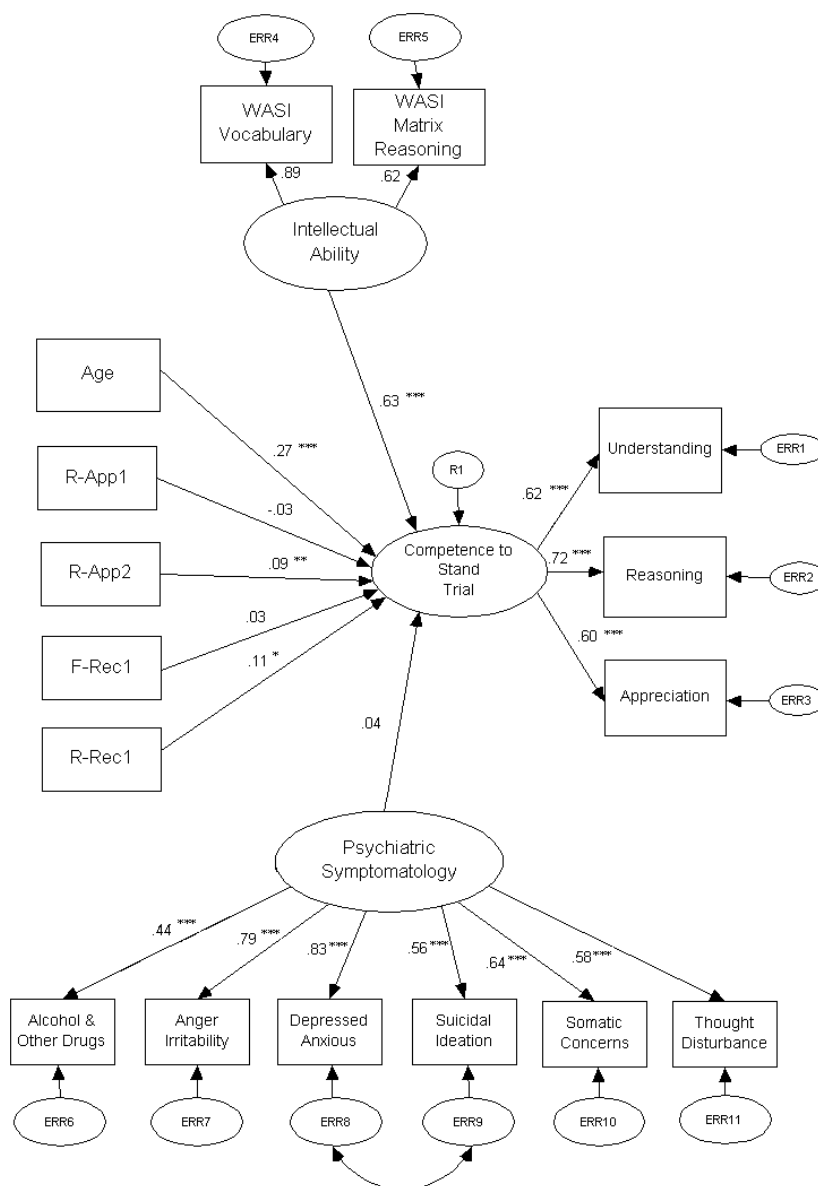 ERR4
ERR5
WASI
Vocabulary
WASI
Matrix
Reasoning
.89
.62
Intellectual
Ability
Age
.63 ***
.27 ***
R-App1
R1
Understanding
ERR1
-.03
.62 ***
R-App2
.09 **
Competence to
Stand
Trial
.72 ***
Reasoning
ERR2
.03
F-Rec1
.11 *
.60 ***
Appreciation
ERR3
R-Rec1
.04
Psychiatric
Symptomatology
.44 ***
.79 ***
.83 ***
.56 ***
.64 ***
.58 ***
Alcohol &
Other Drugs
Anger
Irritability
Depressed
Anxious
Suicidal
Ideation
Somatic
Concerns
Thought
Disturbance
ERR6
ERR7
ERR8
ERR9
ERR10
ERR11